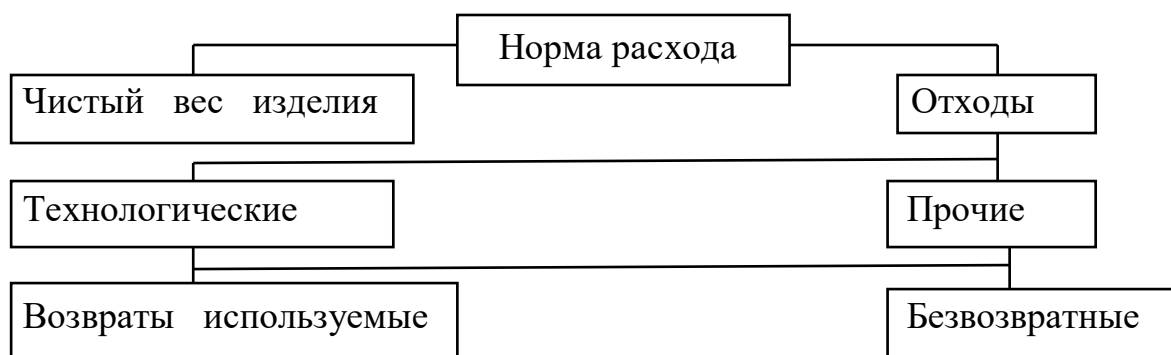 Норма расхода
Чистый вес изделия
Отходы
Технологические
Прочие
Возвраты используемые
Безвозвратные